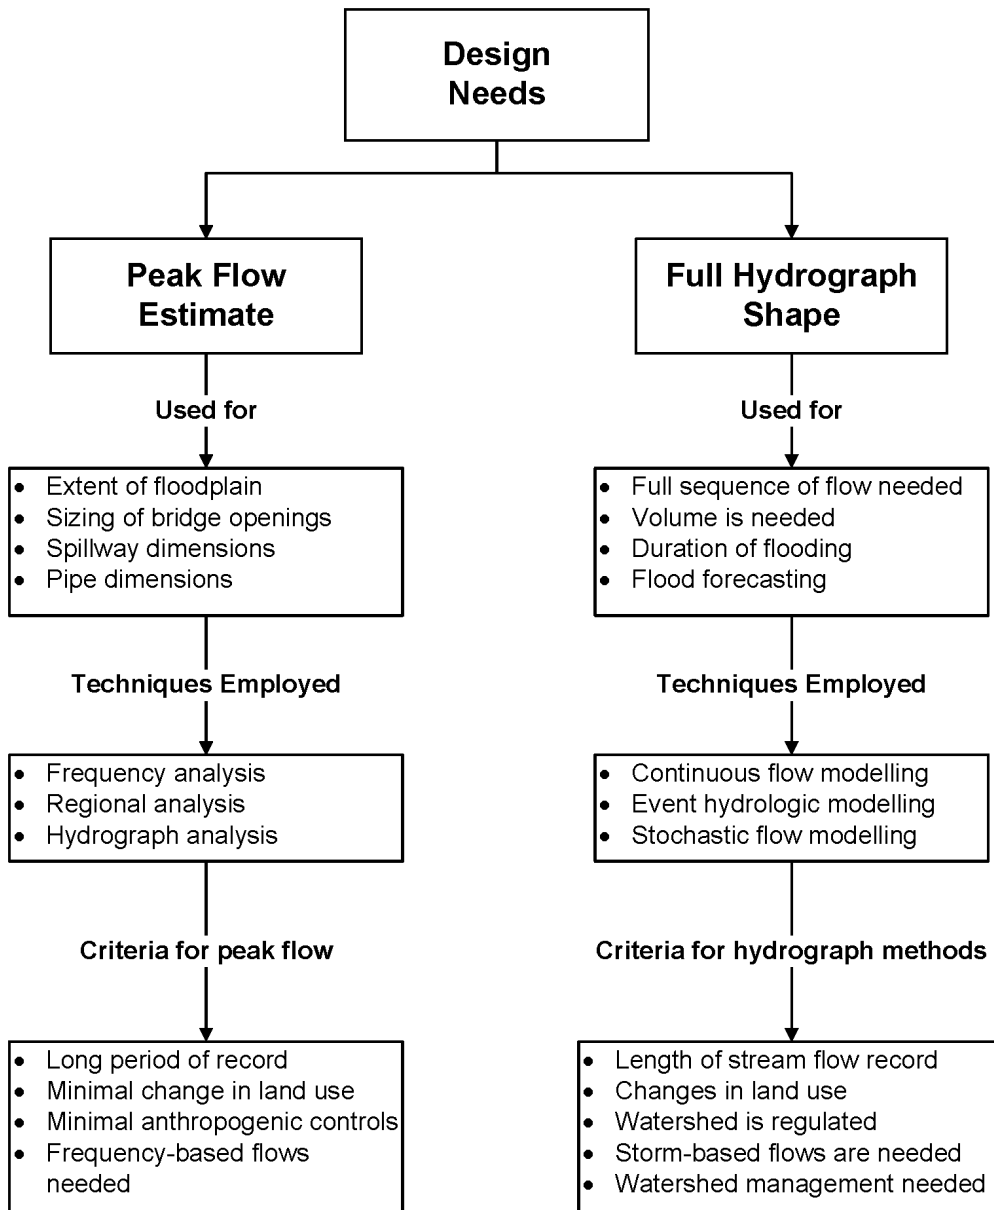 Design
Needs
Peak Flow
Estimate
Full Hydrograph
Shape
Used for
Used for
• Extent of floodplain
• Sizing of bridge openings
• Spillway dimensions
• Pipe dimensions
• Full sequence of flow needed
• Volume is needed
• Duration of flooding
• Flood forecasting
Techniques Employed
Techniques Employed
• Frequency analysis
• Regional analysis
• Hydrograph analysis
• Continuous flow modelling
• Event hydrologic modelling
• Stochastic flow modelling
Criteria for peak flow
Criteria for hydrograph methods
• Long period of record
• Minimal change in land use
• Minimal anthropogenic controls
• Frequency-based flows
needed
• Length of stream flow record
• Changes in land use
• Watershed is regulated
• Storm-based flows are needed
• Watershed management needed